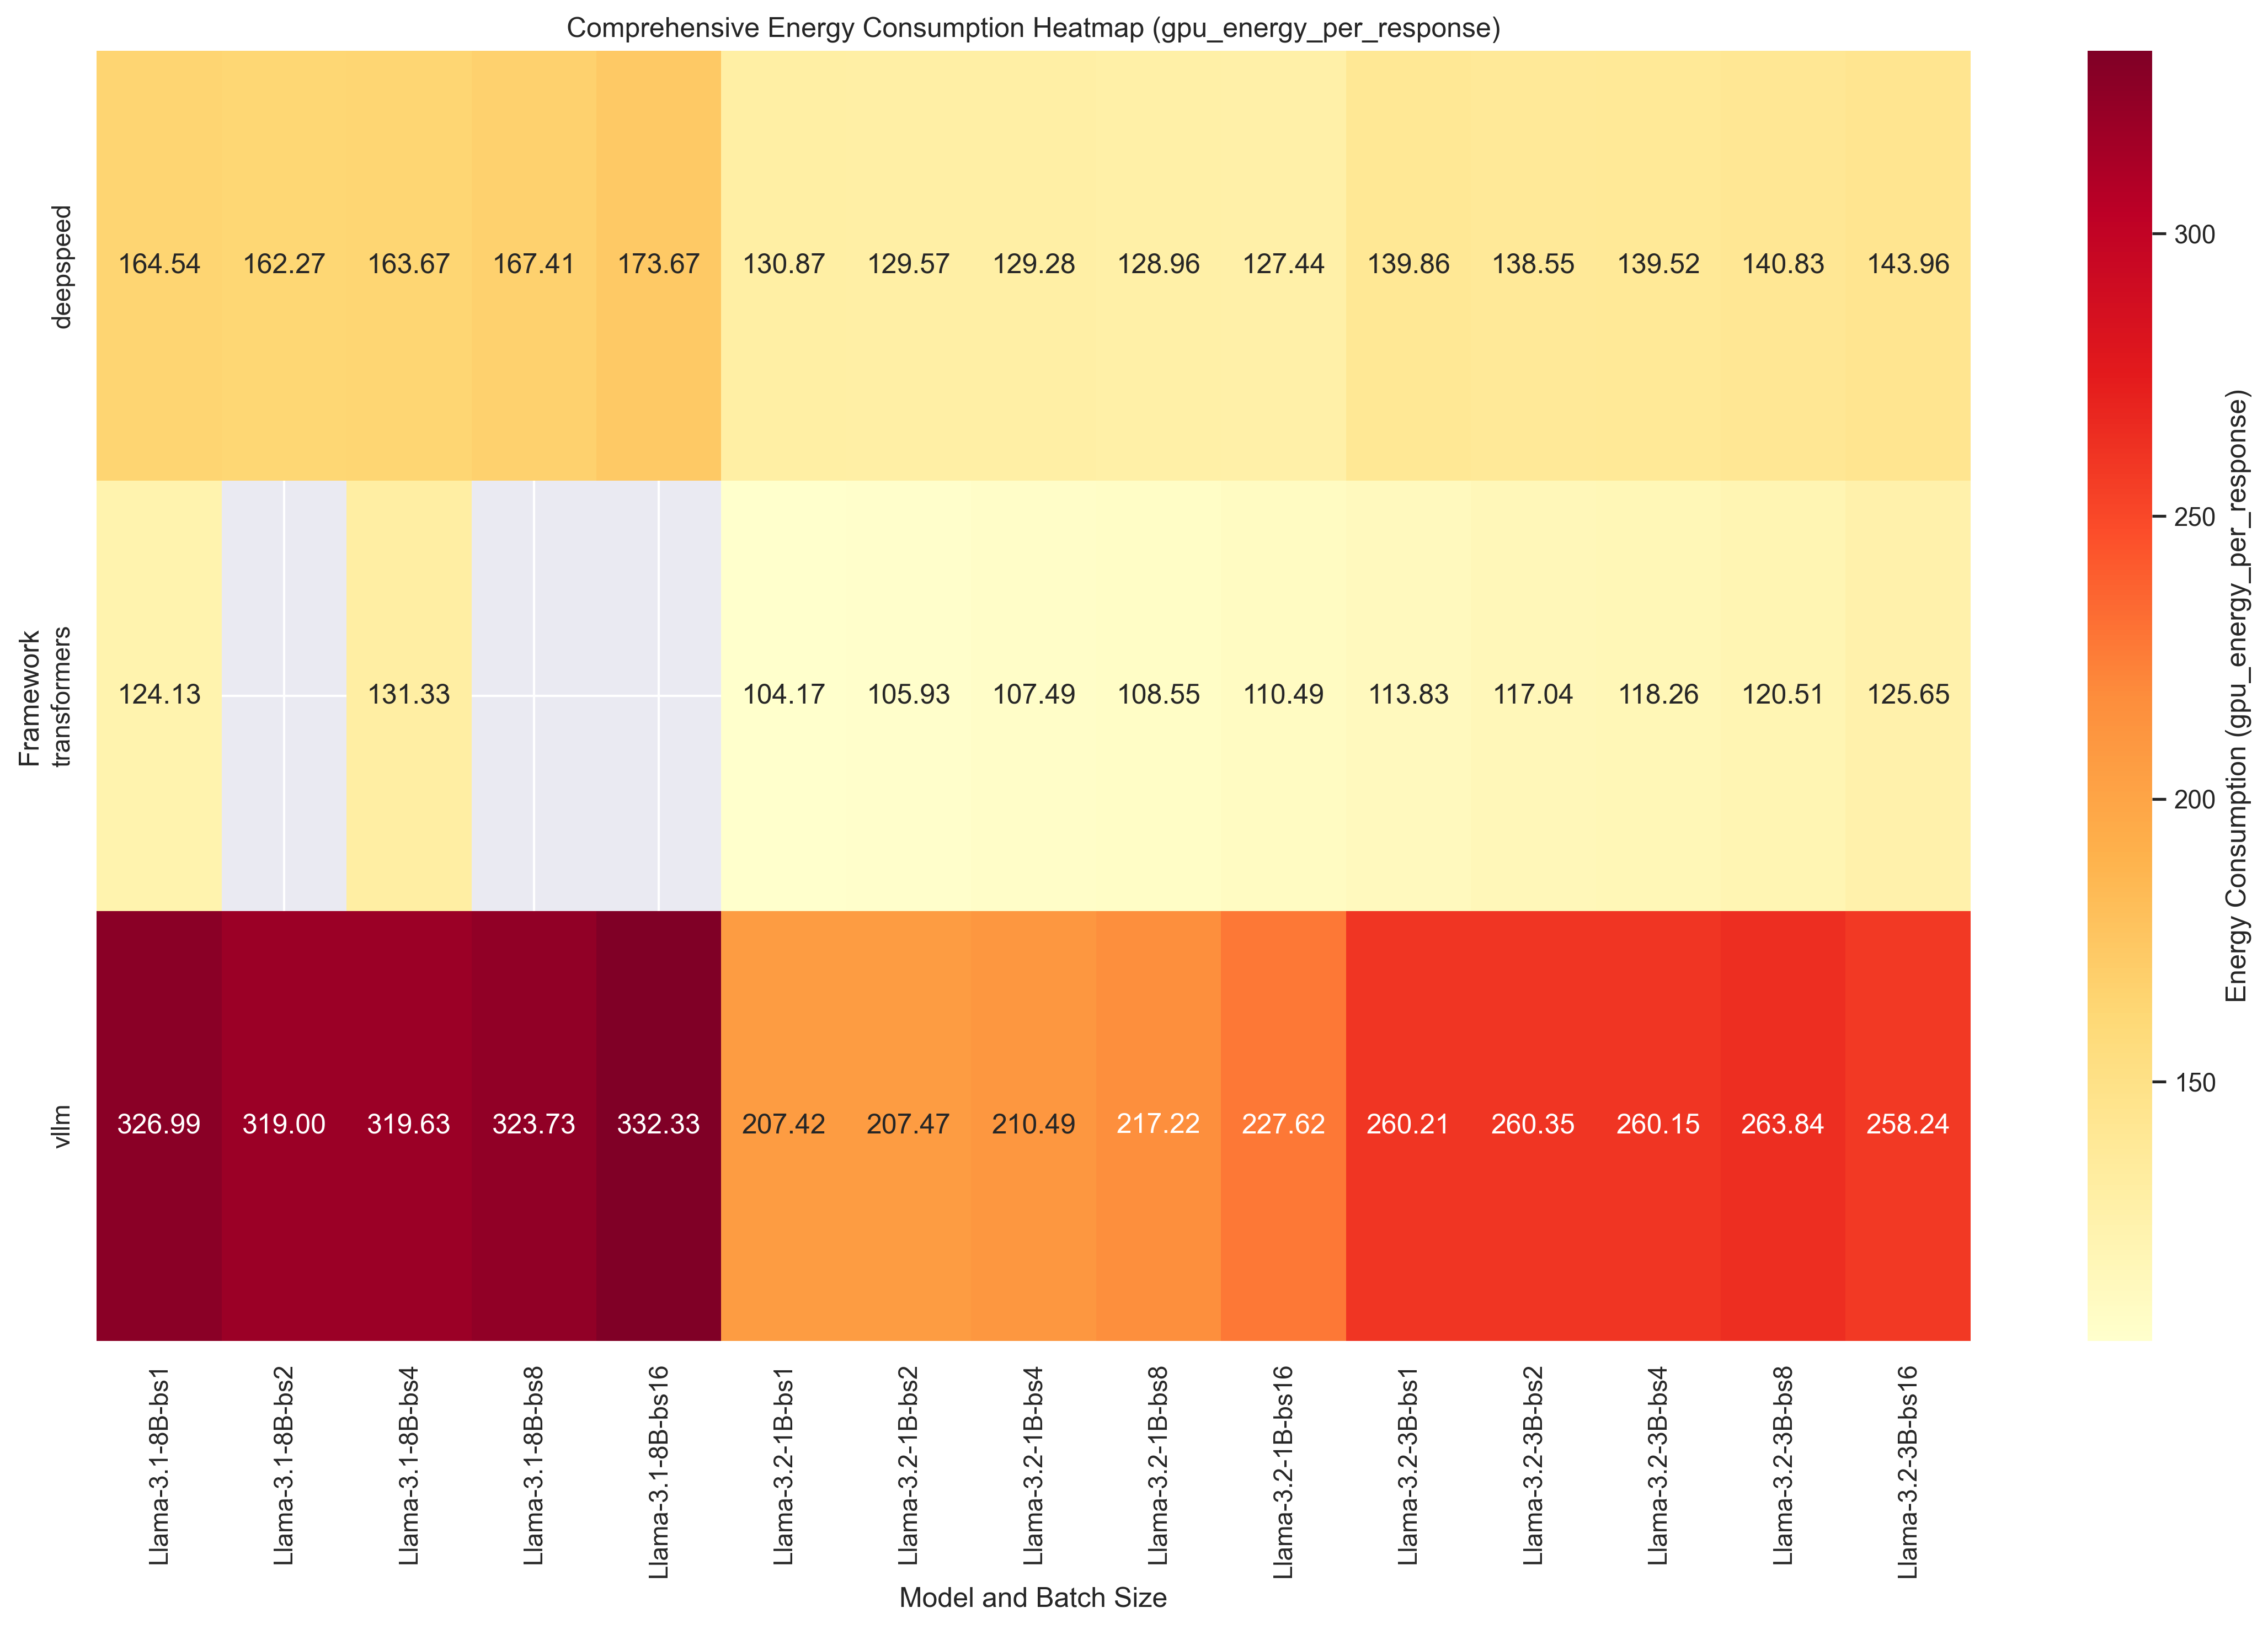 Comprehensive Energy Consumption Heatmap (gpu_energy_per_response)
Framework
deepspeed
164.54 162.27 163.67 167.41 173.67 130.87 129.57 129.28 128.96 127.44 139.86 138.55 139.52 140.83 143.96
transformers
124.13 131.33 104.17 105.93 107.49 108.55 110.49 113.83 117.04 118.26 120.51 125.65
vllm
326.99 319.00 319.63 323.73 332.33 207.42 207.47 210.49 217.22 227.62 260.21 260.35 260.15 263.84 258.24
Llama-3.1-8B-bs1
Llama-3.1-8B-bs2
Llama-3.1-8B-bs4
Llama-3.1-8B-bs8
Llama-3.1-8B-bs16
Llama-3.2-1B-bs1
Llama-3.2-1B-bs2
Llama-3.2-1B-bs4
Llama-3.2-1B-bs8
Llama-3.2-1B-bs16
Llama-3.2-3B-bs1
Llama-3.2-3B-bs2
Llama-3.2-3B-bs4
Llama-3.2-3B-bs8
Llama-3.2-3B-bs16
Model and Batch Size
300
250
200
150
Energy Consumption (gpu_energy_per_response)